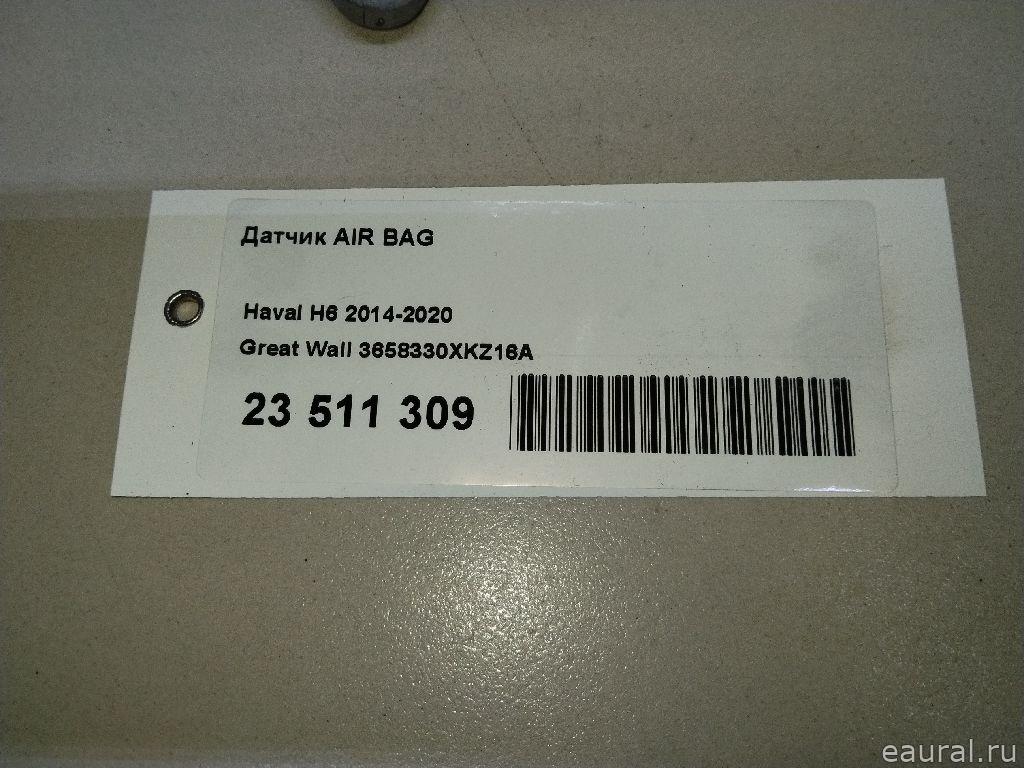 Датчик AIR BAG
Haval H6 2014-2020
Great Wall 3658330XKZ16A
23 511 309
eaural.ru